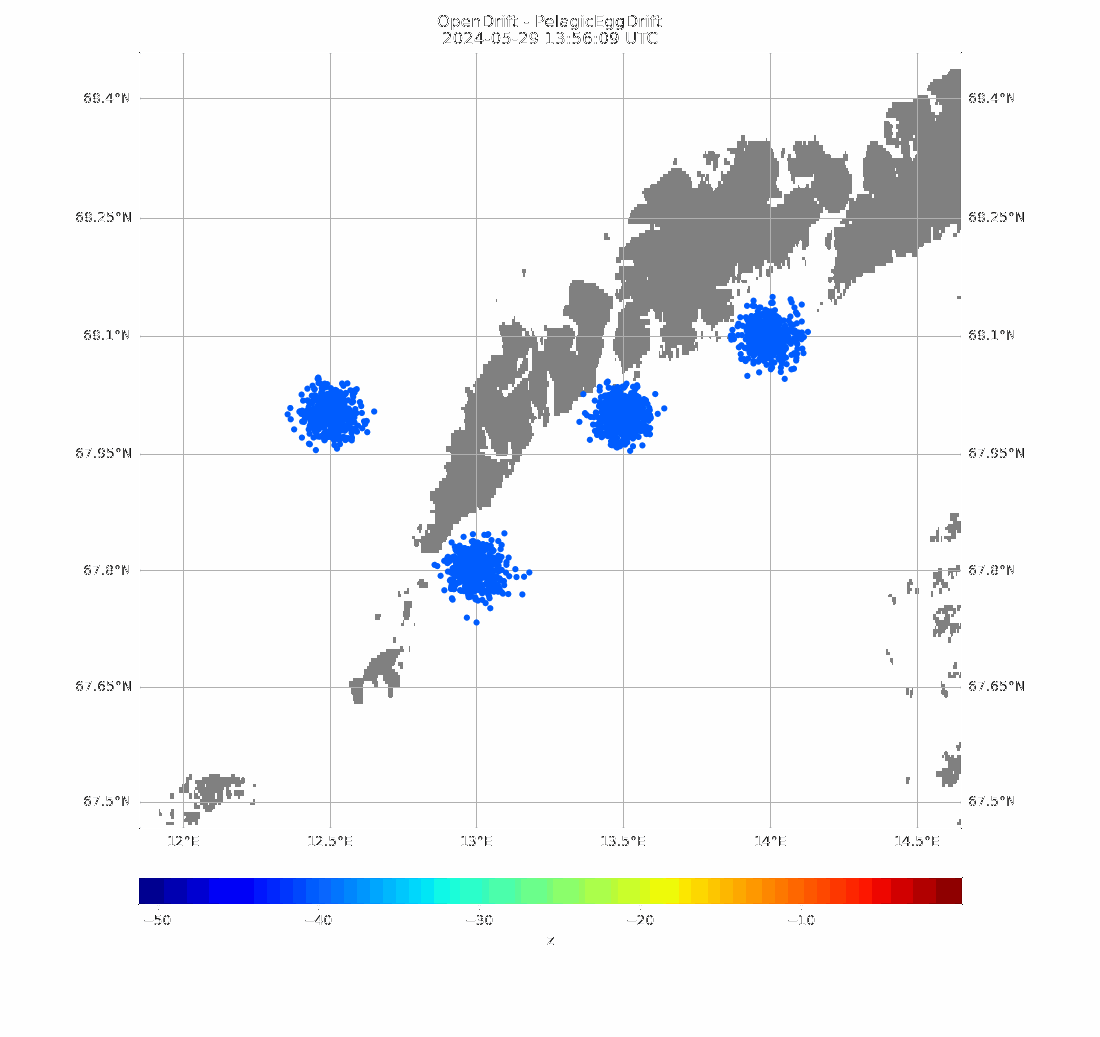 OpenDrift - PelagicEggDrift
2024-05-29 13:56:09 UTC
68.4°N 68.4°N
68.25°N 68.25°N
68.1°N 68.1°N
67.95°N 67.95°N
67.8°N 67.8°N
67.65°N 67.65°N
67.5°N 67.5°N
12°E 12.5°E 13°E 13.5°E 14°E 14.5°E
−50 −40 −30 −20 −10
z